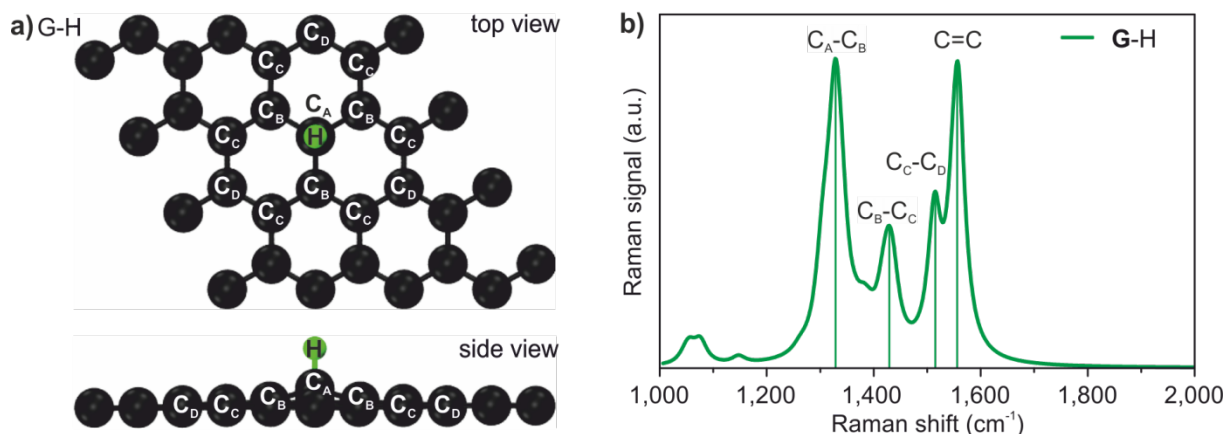 a) G-H
top view
C_D
C_C C_C
C_A
C_B C_B
H
C_C C_C
C_D C_B C_D
C_C C_C
side view
H
C_A
C_D C_C C_B C_B C_C C_D
b)
C_A-C_B
C=C
G-H
C_C-C_D
C_B-C_C
Raman signal (a.u.)
1,000 1,200 1,400 1,600 1,800 2,000
Raman shift (cm⁻¹)